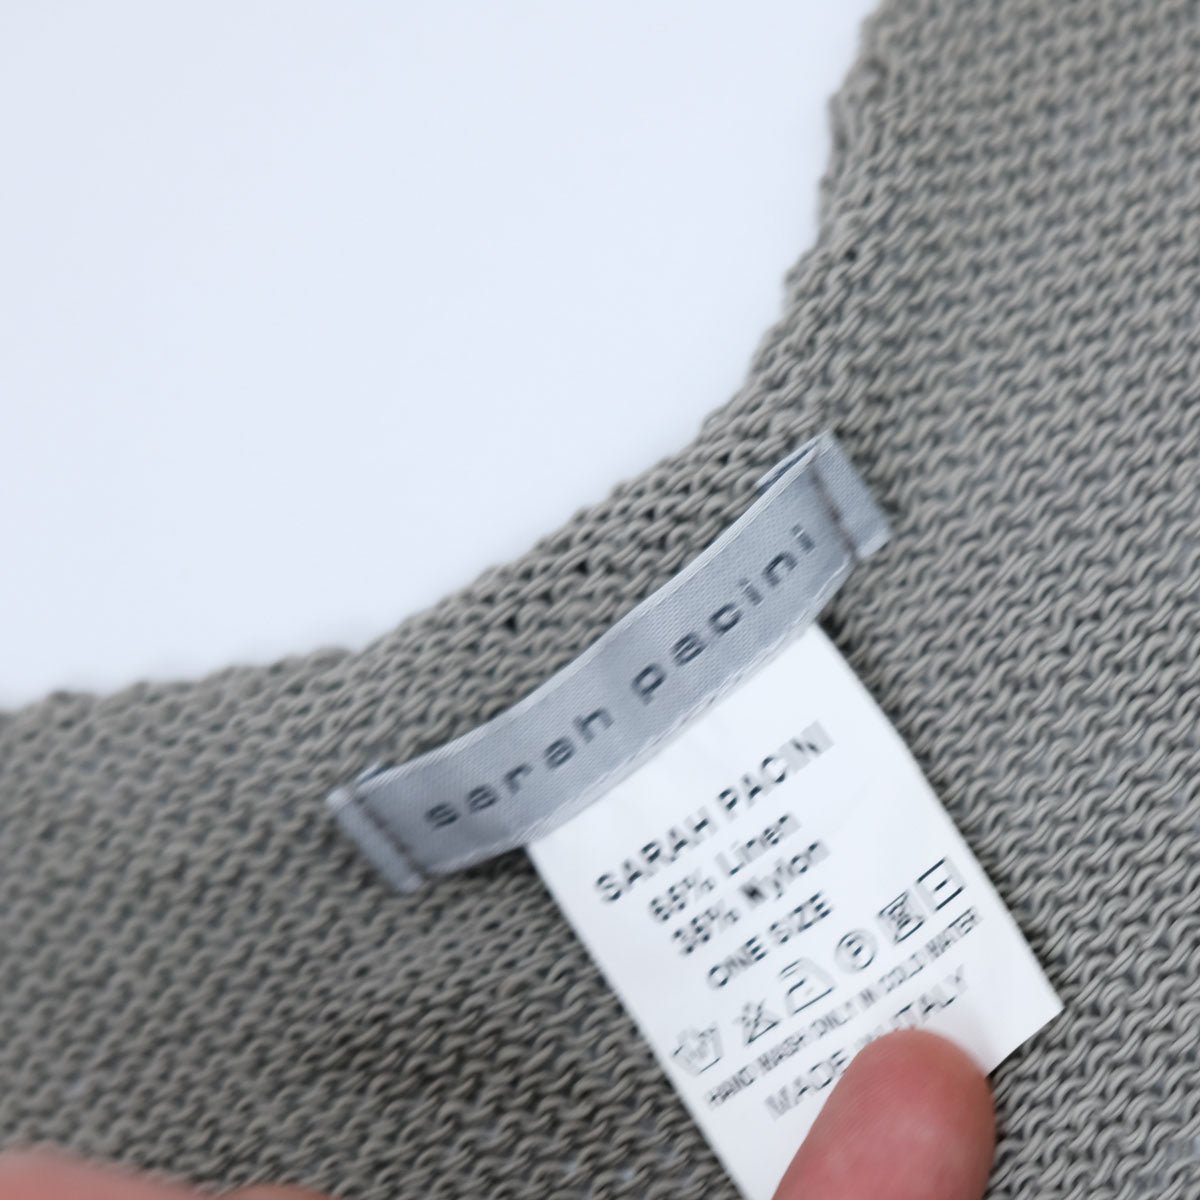 sarah pacini
SARAH PACINI
65% Linen
35% Nylon
ONE SIZE
HAND WASH ONLY IN COLD WATER
MADE IN ITALY